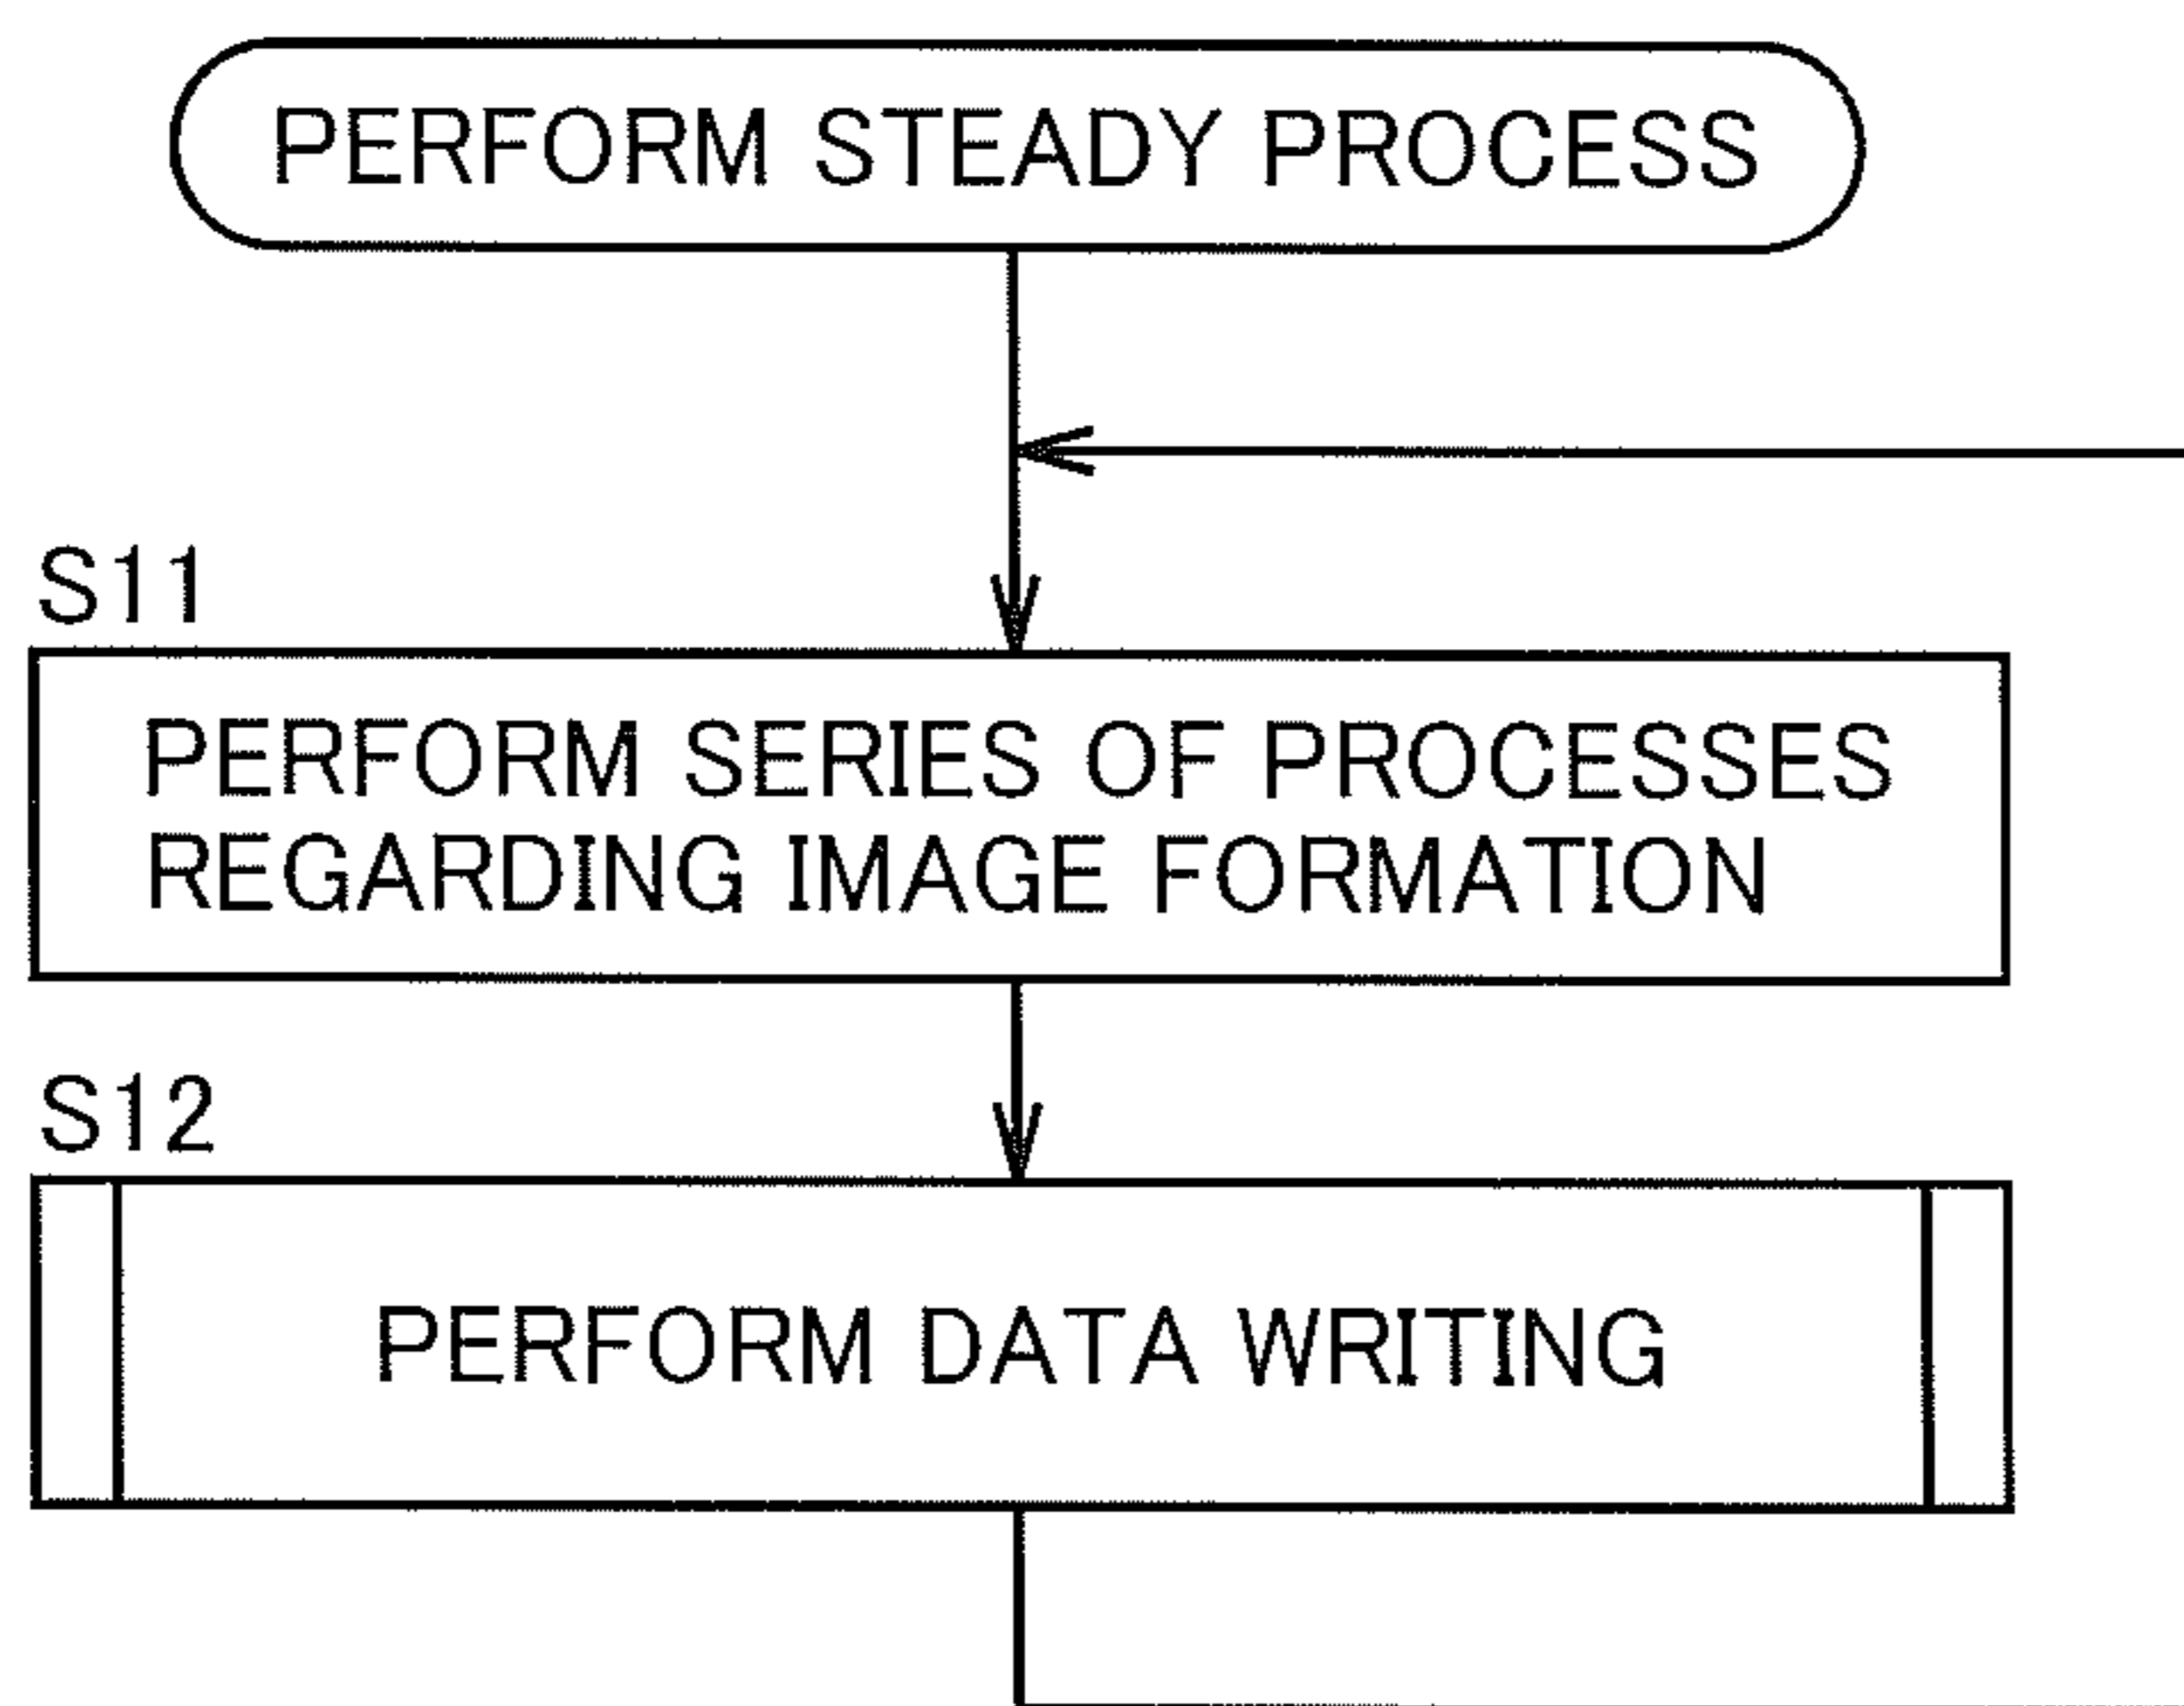 PERFORM STEADY PROCESS
S11
PERFORM SERIES OF PROCESSES
REGARDING IMAGE FORMATION
S12
PERFORM DATA WRITING